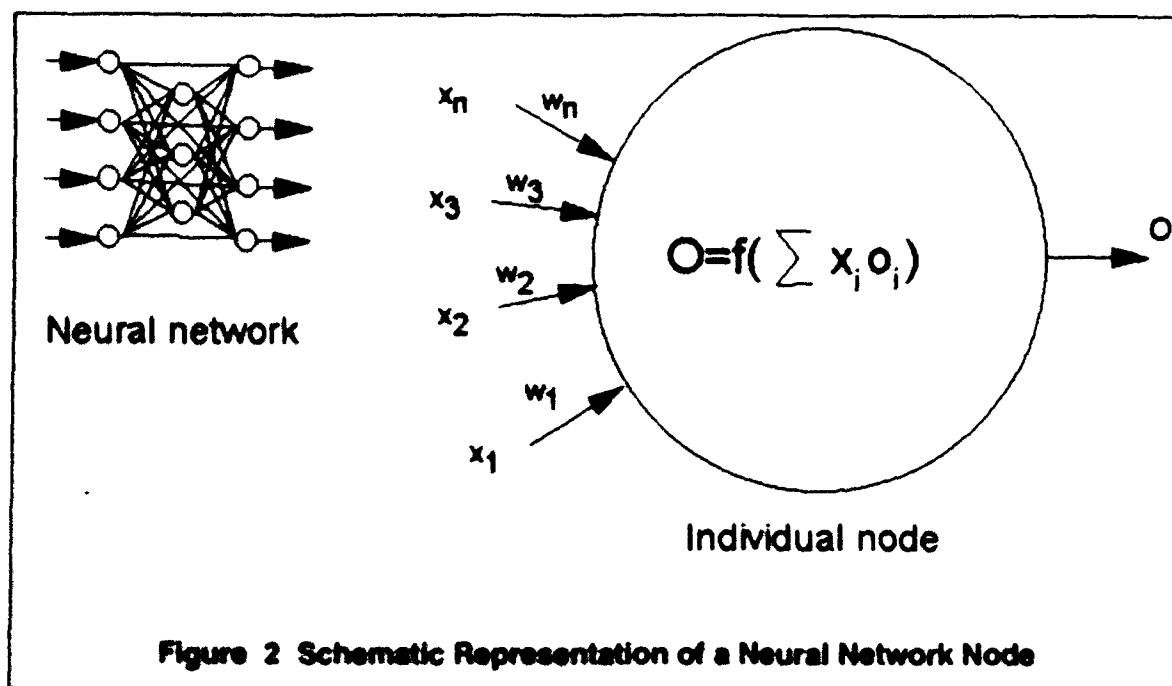 Neural network
xn wn
x3 w3
x2 w2
x1 w1
O=f( ∑ xi oi )
O
Individual node
Figure 2 Schematic Representation of a Neural Network Node